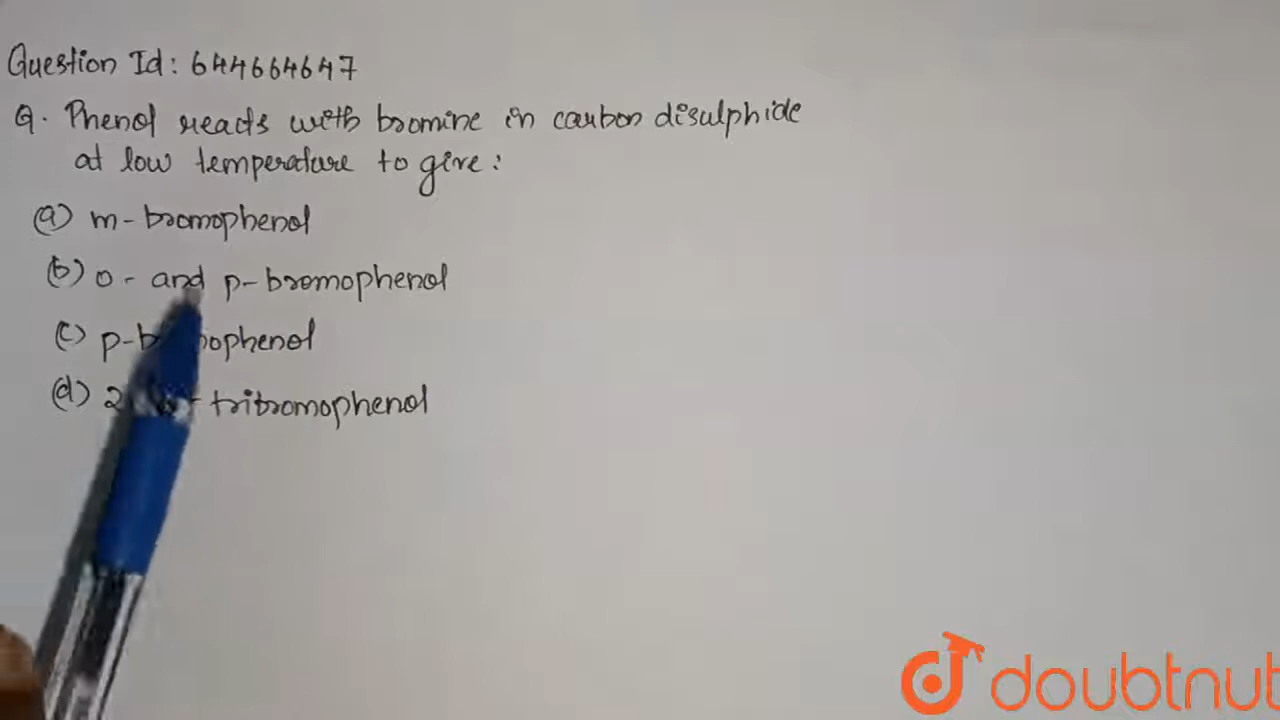 Question Id: 644664647
Q. Phenol reacts with bromine in carbon disulphide
at low temperature to give:
(a) m-bromophenol
(b) o- and p-bromophenol
(c) p-b ophenol
(d) 2 tribromophenol
doubtnut